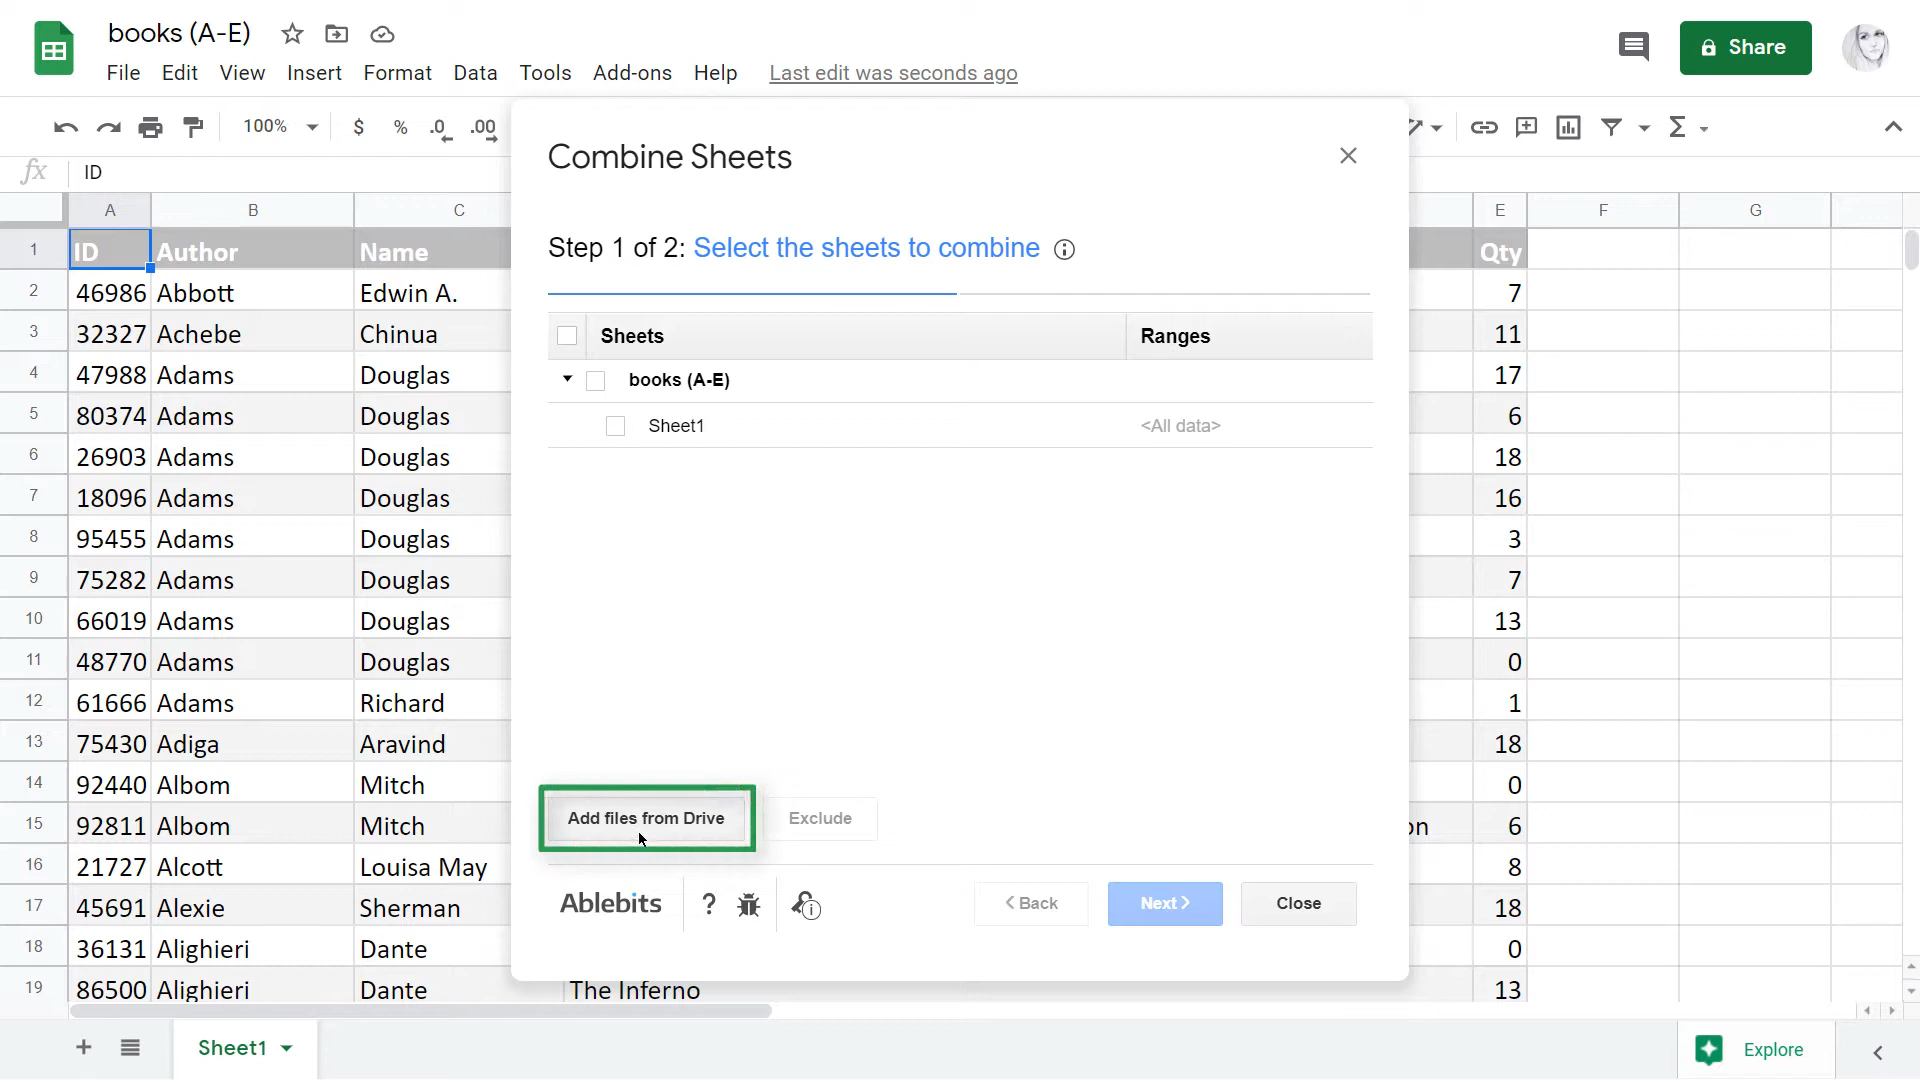 books (A-E)
File Edit View Insert Format Data Tools Add-ons Help Last edit was seconds ago
Share
100% $ % .0 .00
fx ID
A B C E F G
1 ID Author Name Qty
2 46986 Abbott Edwin A. 7
3 32327 Achebe Chinua 11
4 47988 Adams Douglas 17
5 80374 Adams Douglas 6
6 26903 Adams Douglas 18
7 18096 Adams Douglas 16
8 95455 Adams Douglas 3
9 75282 Adams Douglas 7
10 66019 Adams Douglas 13
11 48770 Adams Douglas 0
12 61666 Adams Richard 1
13 75430 Adiga Aravind 18
14 92440 Albom Mitch 0
15 92811 Albom Mitch on 6
16 21727 Alcott Louisa May 8
17 45691 Alexie Sherman 18
18 36131 Alighieri Dante 0
19 86500 Alighieri Dante The Inferno 13
Combine Sheets
Step 1 of 2: Select the sheets to combine
Sheets Ranges
books (A-E)
Sheet1 <All data>
Add files from Drive Exclude
Ablebits ? < Back Next > Close
Sheet1
Explore